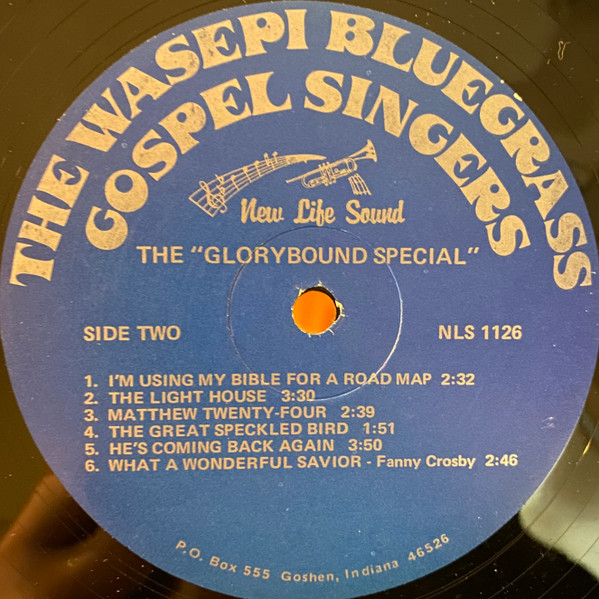 THE WASEPI BLUEGRASS
GOSPEL SINGERS
New Life Sound
THE "GLORYBOUND SPECIAL"
SIDE TWO
NLS 1126
1. I'M USING MY BIBLE FOR A ROAD MAP 2:32
2. THE LIGHT HOUSE 3:30
3. MATTHEW TWENTY-FOUR 2:39
4. THE GREAT SPECKLED BIRD 1:51
5. HE'S COMING BACK AGAIN 3:50
6. WHAT A WONDERFUL SAVIOR - Fanny Crosby 2:46
P.O. Box 555 Goshen, Indiana 46526